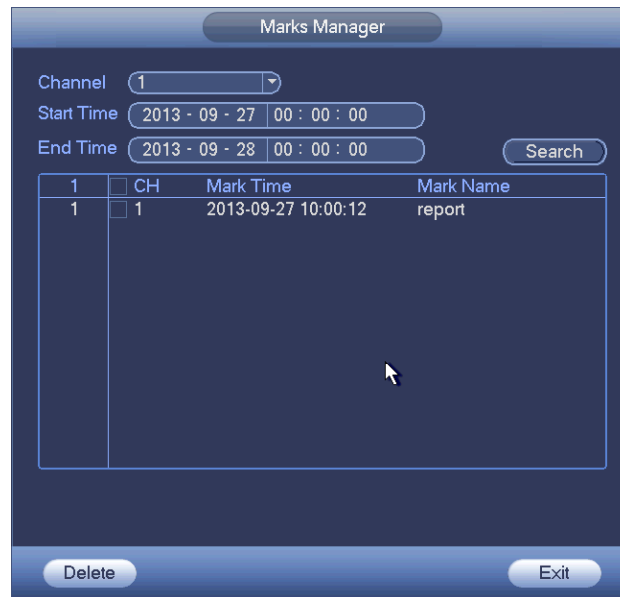 Marks Manager
Channel 1
Start Time 2013 - 09 - 27 00 : 00 : 00
End Time 2013 - 09 - 28 00 : 00 : 00 Search
1 CH Mark Time Mark Name
1 1 2013-09-27 10:00:12 report
Delete Exit